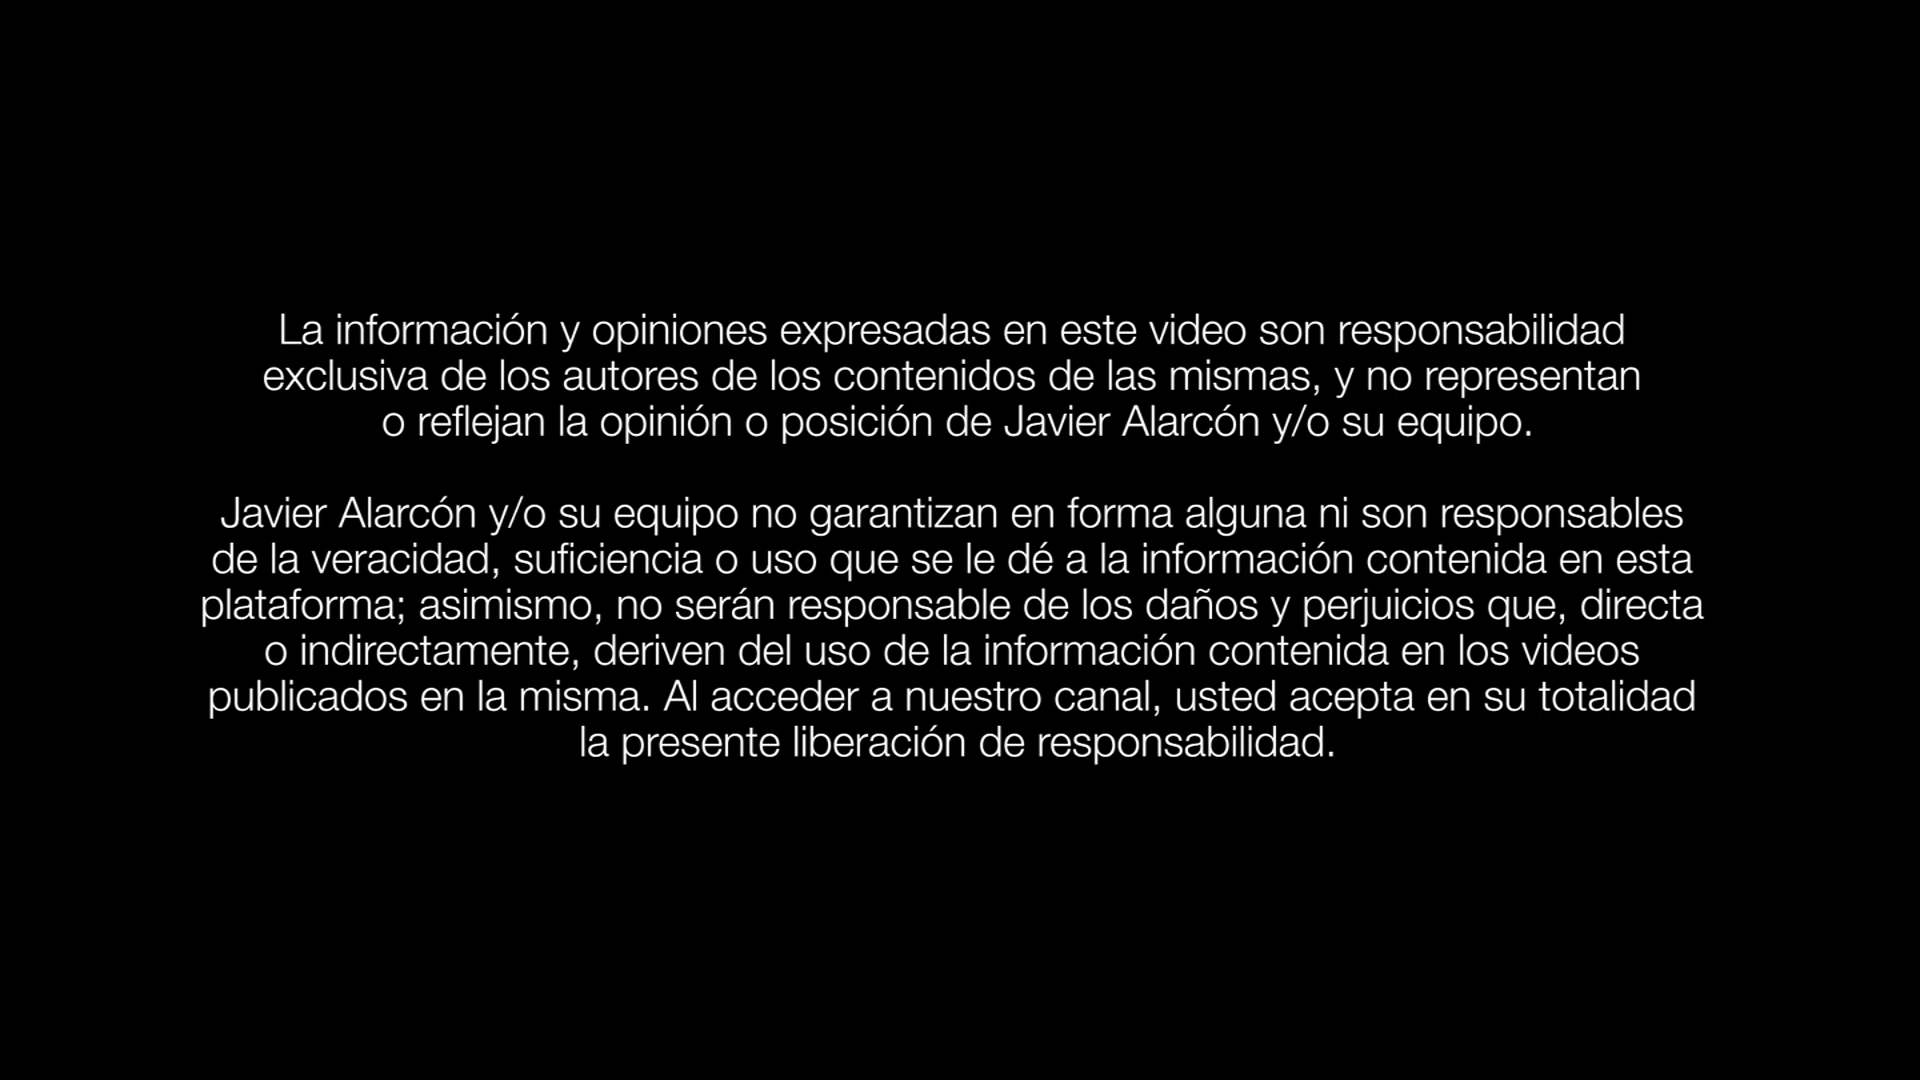 La información y opiniones expresadas en este video son responsabilidad
exclusiva de los autores de los contenidos de las mismas, y no representan
o reflejan la opinión o posición de Javier Alarcón y/o su equipo.
Javier Alarcón y/o su equipo no garantizan en forma alguna ni son responsables
de la veracidad, suficiencia o uso que se le dé a la información contenida en esta
plataforma; asimismo, no serán responsable de los daños y perjuicios que, directa
o indirectamente, deriven del uso de la información contenida en los videos
publicados en la misma. Al acceder a nuestro canal, usted acepta en su totalidad
la presente liberación de responsabilidad.